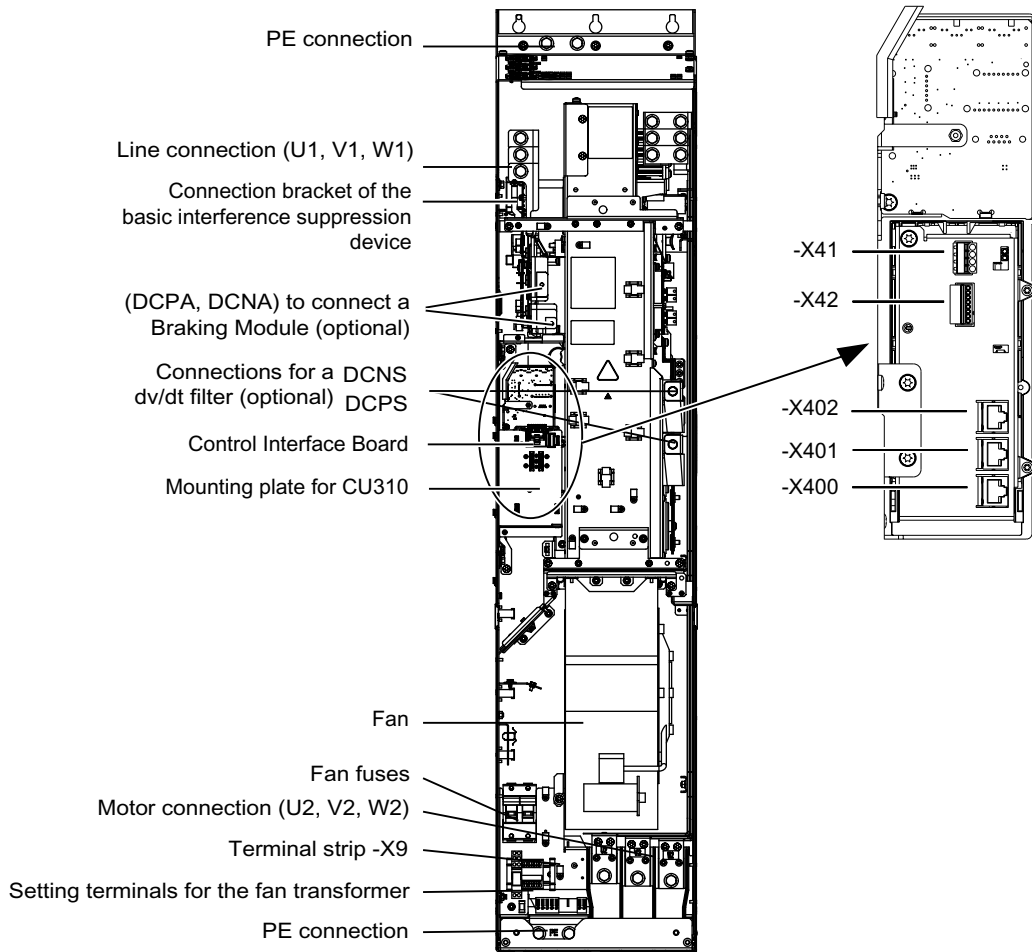 PE connection
Line connection (U1, V1, W1)
Connection bracket of the
basic interference suppression
device
(DCPA, DCNA) to connect a
Braking Module (optional)
Connections for a DCNS
dv/dt filter (optional) DCPS
Control Interface Board
Mounting plate for CU310
Fan
Fan fuses
Motor connection (U2, V2, W2)
Terminal strip -X9
Setting terminals for the fan transformer
PE connection
PE
-X41
-X42
-X402
-X401
-X400